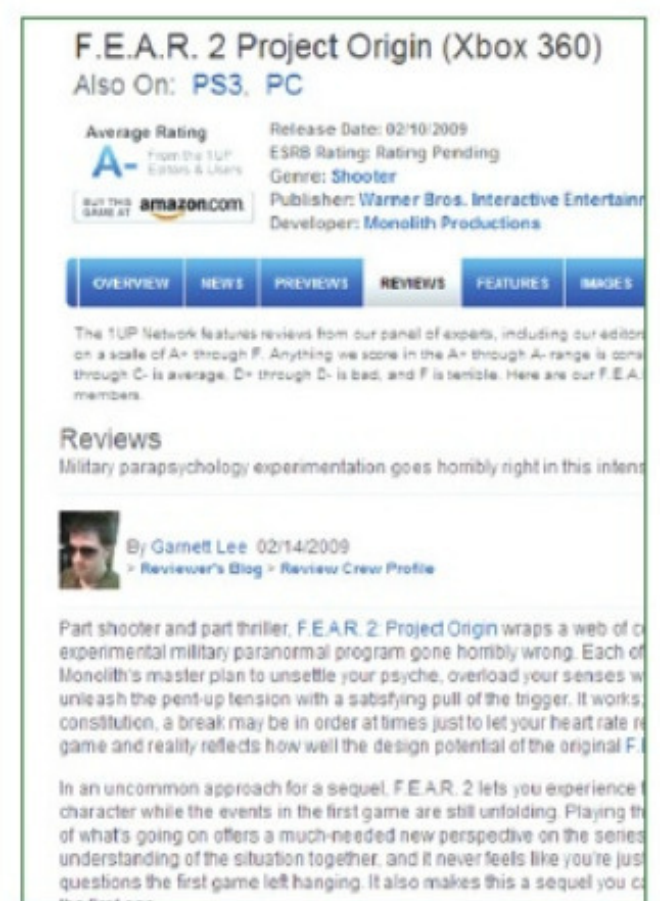 F.E.A.R. 2 Project Origin (Xbox 360)
Also On: PS3, PC
Average Rating
A- From the 1UP
Editors & Users
BUY THIS
GAME AT amazon.com
Release Date: 02/10/2009
ESRB Rating: Rating Pending
Genre: Shooter
Publisher: Warner Bros. Interactive Entertainm
Developer: Monolith Productions
OVERVIEW NEWS PREVIEWS REVIEWS FEATURES IMAGES
The 1UP Network features reviews from our panel of experts, including our editors
on a scale of A+ through F. Anything we score in the A+ through A- range is cons
through C- is average, D+ through D- is bad, and F is terrible. Here are our F.E.A.
members.
Reviews
Military parapsychology experimentation goes horribly right in this intens
By Garnett Lee 02/14/2009
> Reviewer's Blog > Review Crew Profile
Part shooter and part thriller, F.E.A.R. 2: Project Origin wraps a web of
experimental military paranormal program gone horribly wrong. Each of
Monolith's master plan to unsettle your psyche, overload your senses w
unleash the pent-up tension with a satisfying pull of the trigger. It works;
constitution, a break may be in order at times just to let your heart rate re
game and reality reflects how well the design potential of the original F.
In an uncommon approach for a sequel, F.E.A.R. 2 lets you experience
character while the events in the first game are still unfolding. Playing th
of what's going on offers a much-needed new perspective on the series
understanding of the situation together, and it never feels like you're just
questions the first game left hanging. It also makes this a sequel you ca